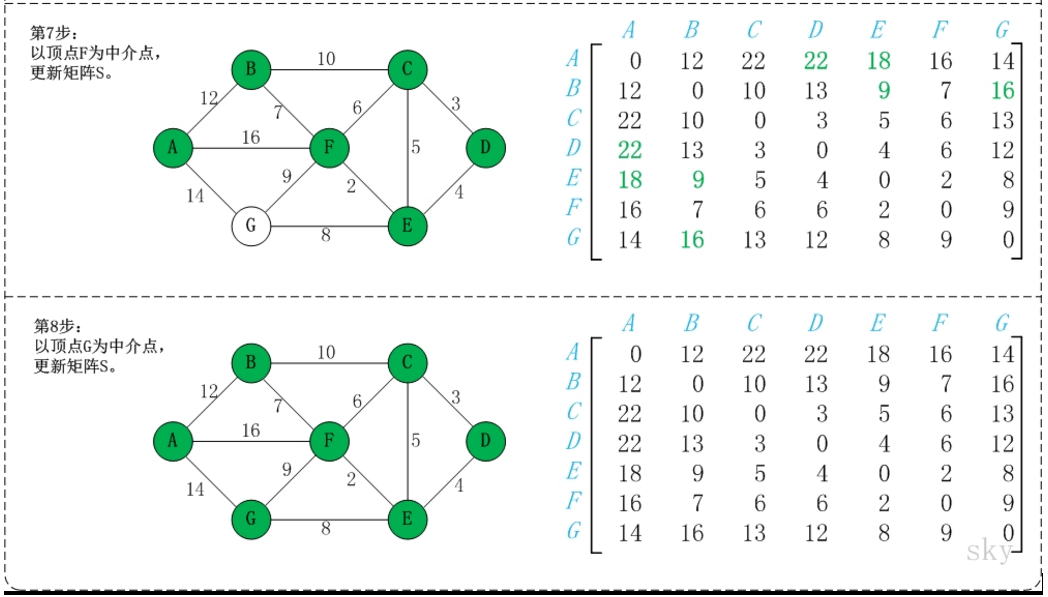 第7步:
以顶点F为中介点,
更新矩阵S。
B 10 C
12 7 6 3
A 16 F 5 D
14 9 2 4
G 8 E
A B C D E F G
A 0 12 22 22 18 16 14
B 12 0 10 13 9 7 16
C 22 10 0 3 5 6 13
D 22 13 3 0 4 6 12
E 18 9 5 4 0 2 8
F 16 7 6 6 2 0 9
G 14 16 13 12 8 9 0
第8步:
以顶点G为中介点,
更新矩阵S。
B 10 C
12 7 6 3
A 16 F 5 D
14 9 2 4
G 8 E
A B C D E F G
A 0 12 22 22 18 16 14
B 12 0 10 13 9 7 16
C 22 10 0 3 5 6 13
D 22 13 3 0 4 6 12
E 18 9 5 4 0 2 8
F 16 7 6 6 2 0 9
G 14 16 13 12 8 9 0
sky